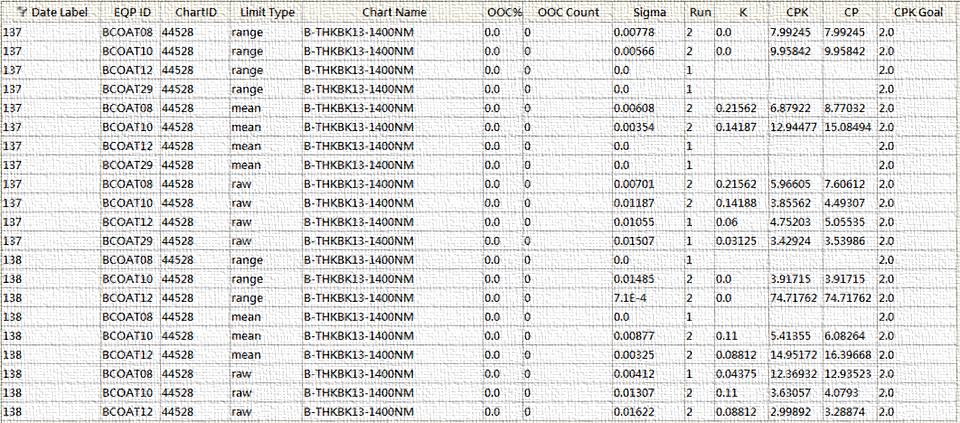 Date Label EQP ID ChartID Limit Type Chart Name OOC% OOC Count Sigma Run K CPK CP CPK Goal
137 BCOAT08 44528 range B-THKBK13-1400NM 0.0 0 0.00778 2 0.0 7.99245 7.99245 2.0
137 BCOAT10 44528 range B-THKBK13-1400NM 0.0 0 0.00566 2 0.0 9.95842 9.95842 2.0
137 BCOAT12 44528 range B-THKBK13-1400NM 0.0 0 0.0 1 2.0
137 BCOAT29 44528 range B-THKBK13-1400NM 0.0 0 0.0 1 2.0
137 BCOAT08 44528 mean B-THKBK13-1400NM 0.0 0 0.00608 2 0.21562 6.87922 8.77032 2.0
137 BCOAT10 44528 mean B-THKBK13-1400NM 0.0 0 0.00354 2 0.14187 12.94477 15.08494 2.0
137 BCOAT12 44528 mean B-THKBK13-1400NM 0.0 0 0.0 1 2.0
137 BCOAT29 44528 mean B-THKBK13-1400NM 0.0 0 0.0 1 2.0
137 BCOAT08 44528 raw B-THKBK13-1400NM 0.0 0 0.00701 2 0.21562 5.96605 7.60612 2.0
137 BCOAT10 44528 raw B-THKBK13-1400NM 0.0 0 0.01187 2 0.14188 3.85562 4.49307 2.0
137 BCOAT12 44528 raw B-THKBK13-1400NM 0.0 0 0.01055 1 0.06 4.75203 5.05535 2.0
137 BCOAT29 44528 raw B-THKBK13-1400NM 0.0 0 0.01507 1 0.03125 3.42924 3.53986 2.0
138 BCOAT08 44528 range B-THKBK13-1400NM 0.0 0 0.0 1 2.0
138 BCOAT10 44528 range B-THKBK13-1400NM 0.0 0 0.01485 2 0.0 3.91715 3.91715 2.0
138 BCOAT12 44528 range B-THKBK13-1400NM 0.0 0 7.1E-4 2 0.0 74.71762 74.71762 2.0
138 BCOAT08 44528 mean B-THKBK13-1400NM 0.0 0 0.0 1 2.0
138 BCOAT10 44528 mean B-THKBK13-1400NM 0.0 0 0.00877 2 0.11 5.41355 6.08264 2.0
138 BCOAT12 44528 mean B-THKBK13-1400NM 0.0 0 0.00325 2 0.08812 14.95172 16.39668 2.0
138 BCOAT08 44528 raw B-THKBK13-1400NM 0.0 0 0.00412 1 0.04375 12.36932 12.93523 2.0
138 BCOAT10 44528 raw B-THKBK13-1400NM 0.0 0 0.01307 2 0.11 3.63057 4.0793 2.0
138 BCOAT12 44528 raw B-THKBK13-1400NM 0.0 0 0.01622 2 0.08812 2.99892 3.28874 2.0